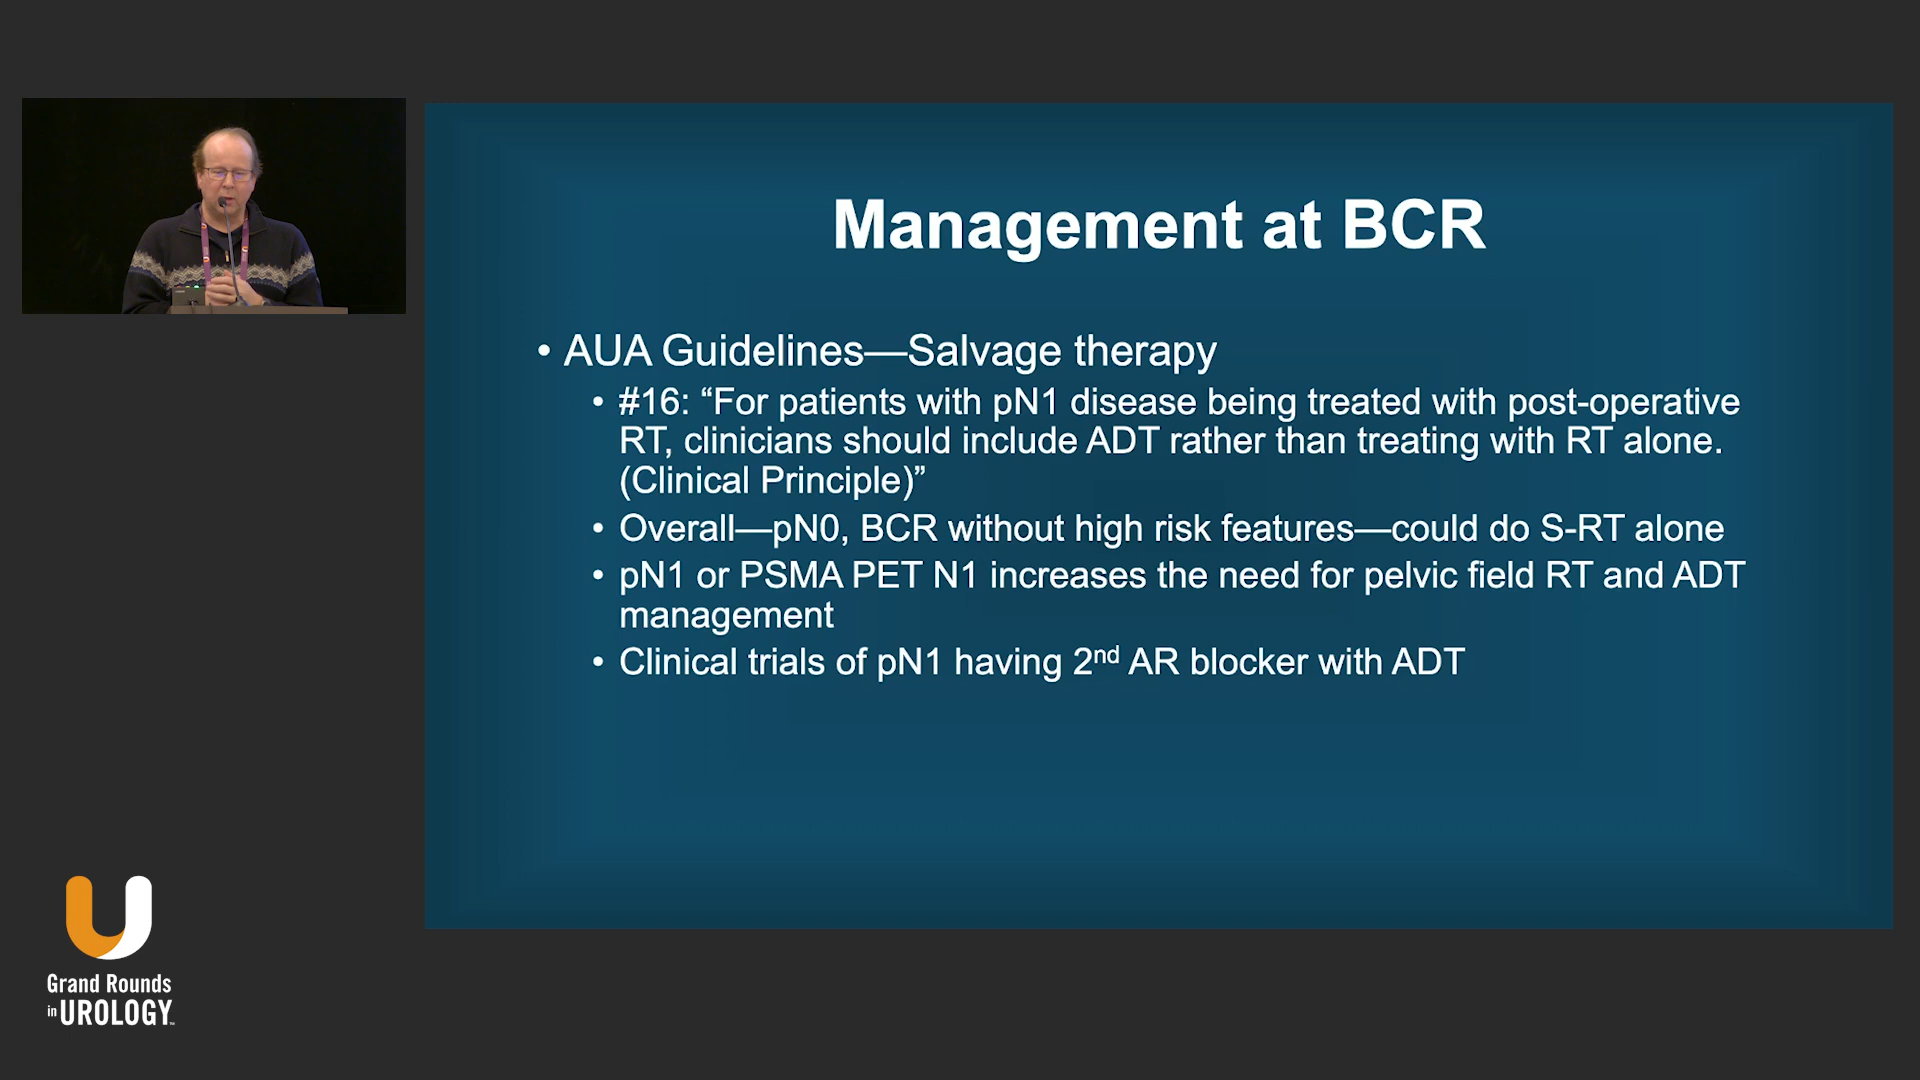 Management at BCR
• AUA Guidelines—Salvage therapy
• #16: “For patients with pN1 disease being treated with post-operative
RT, clinicians should include ADT rather than treating with RT alone.
(Clinical Principle)”
• Overall—pN0, BCR without high risk features—could do S-RT alone
• pN1 or PSMA PET N1 increases the need for pelvic field RT and ADT
management
• Clinical trials of pN1 having 2nd AR blocker with ADT
Grand Rounds
in UROLOGY